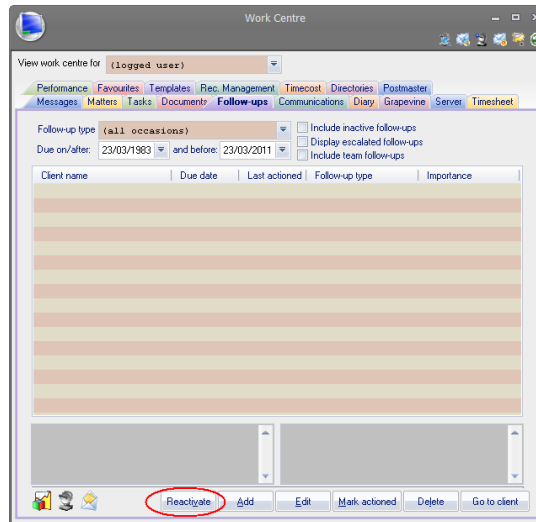 Work Centre
View work centre for (logged user)
Performance Favourites Templates Rec. Management Timecost Directories Postmaster
Messages Matters Tasks Documents Follow-ups Communications Diary Grapevine Server Timesheet
Follow-up type (all occasions) Include inactive follow-ups
Display escalated follow-ups
Due on/after: 23/03/1983 and before: 23/03/2011 Include team follow-ups
Client name Due date Last actioned Follow-up type Importance
Reactivate Add Edit Mark actioned Delete Go to client